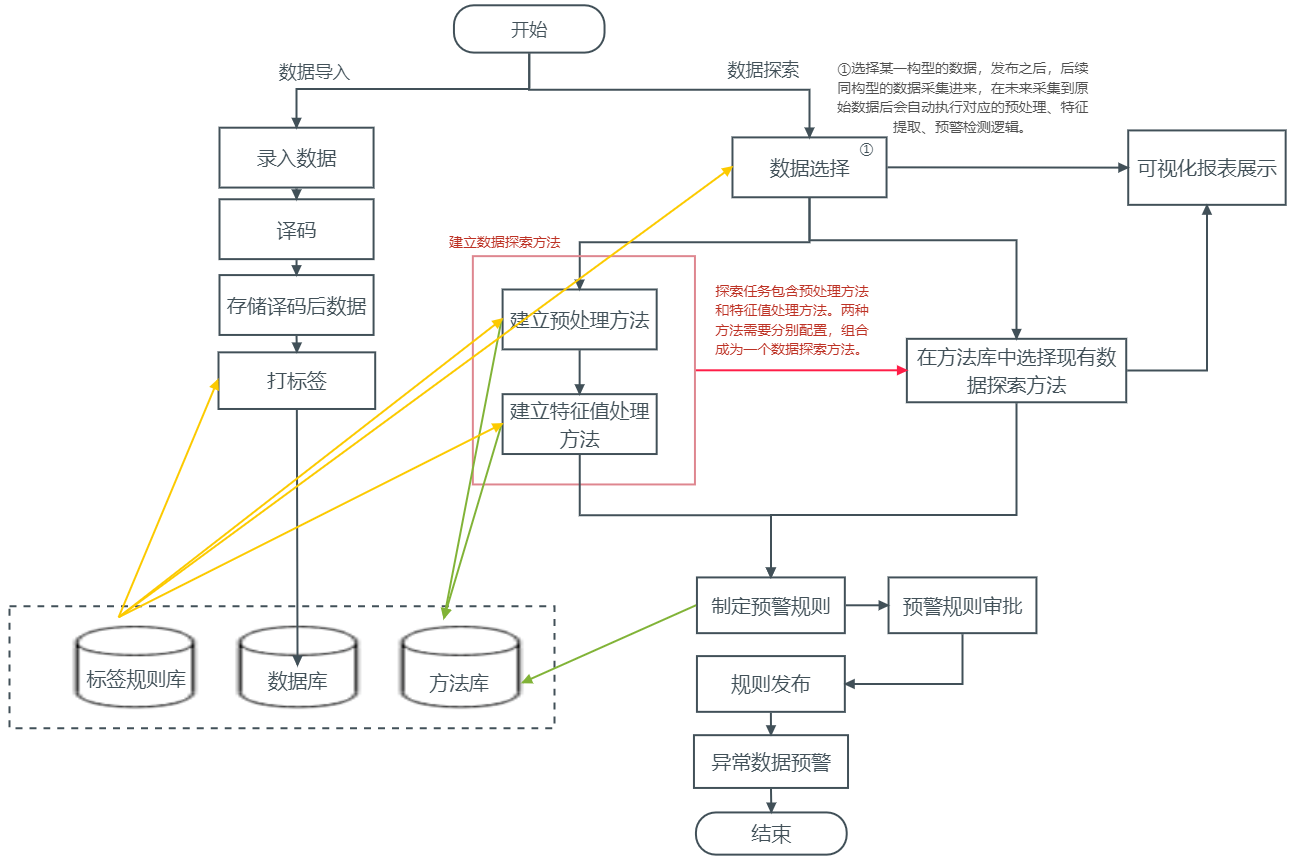 开始
数据导入
数据探索
①选择某一构型的数据，发布之后，后续
同构型的数据采集进来，在未来采集到原
始数据后会自动执行对应的预处理、特征
提取、预警检测逻辑。
录入数据
①
数据选择
可视化报表展示
译码
建立数据探索方法
存储译码后数据
建立预处理方法
探索任务包含预处理方法
和特征值处理方法。两种
方法需要分别配置，组合
成为一个数据探索方法。
打标签
在方法库中选择现有数
据探索方法
建立特征值处理
方法
制定预警规则
预警规则审批
标签规则库
数据库
方法库
规则发布
异常数据预警
结束